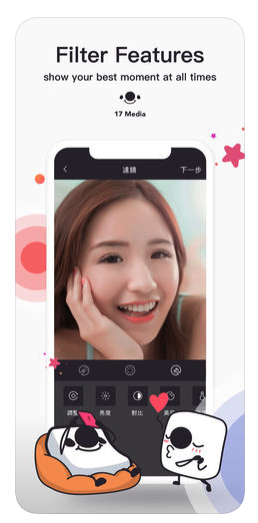 Filter Features
show your best moment at all times
17 Media
濾鏡
下一步
調整
亮度
對比